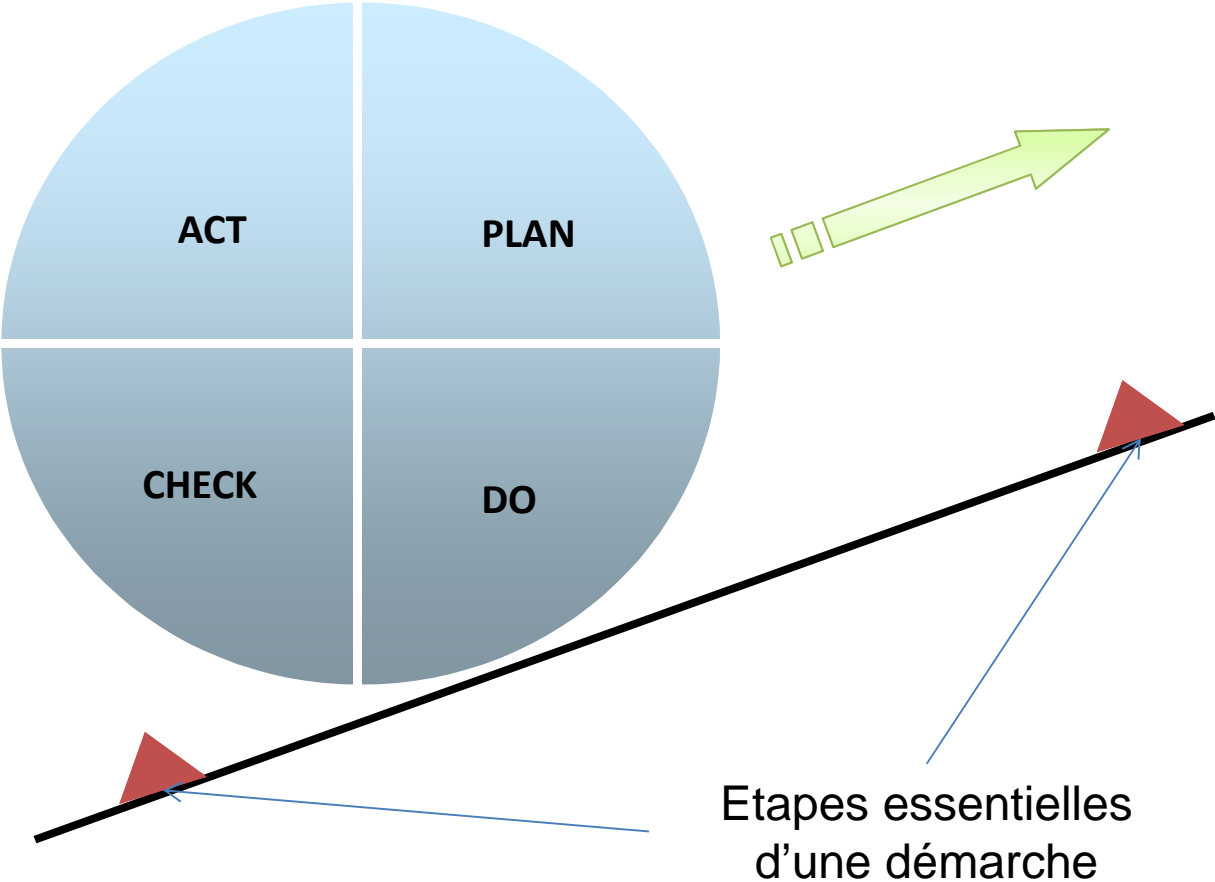 ACT
PLAN
CHECK
DO
Etapes essentielles
d’une démarche